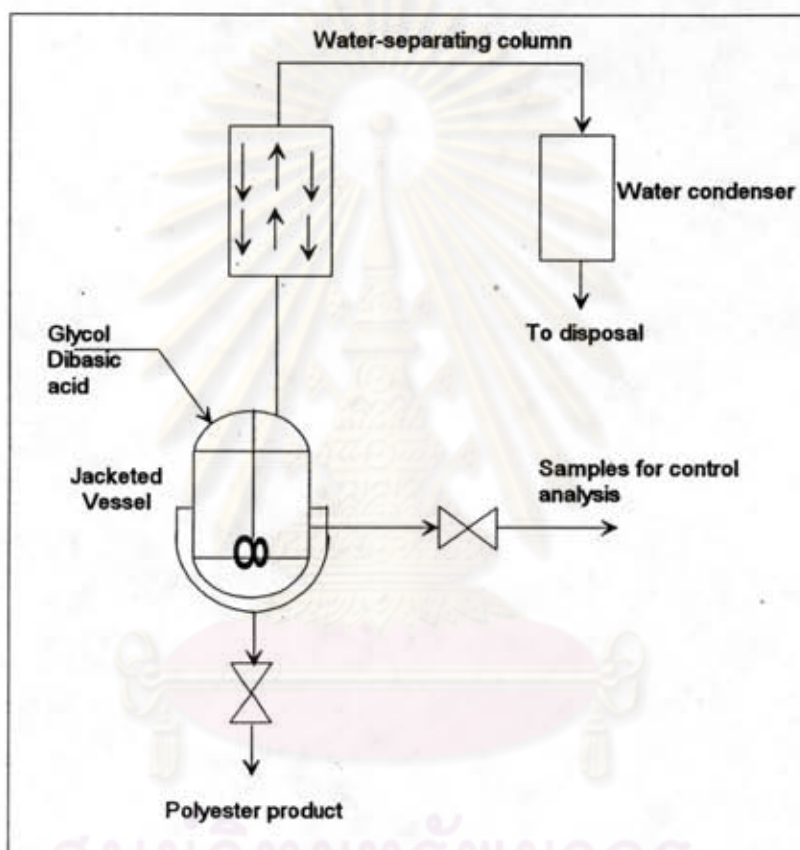 Water-separating column
Water condenser
To disposal
Glycol
Dibasic
acid
Jacketed
Vessel
Samples for control
analysis
Polyester product